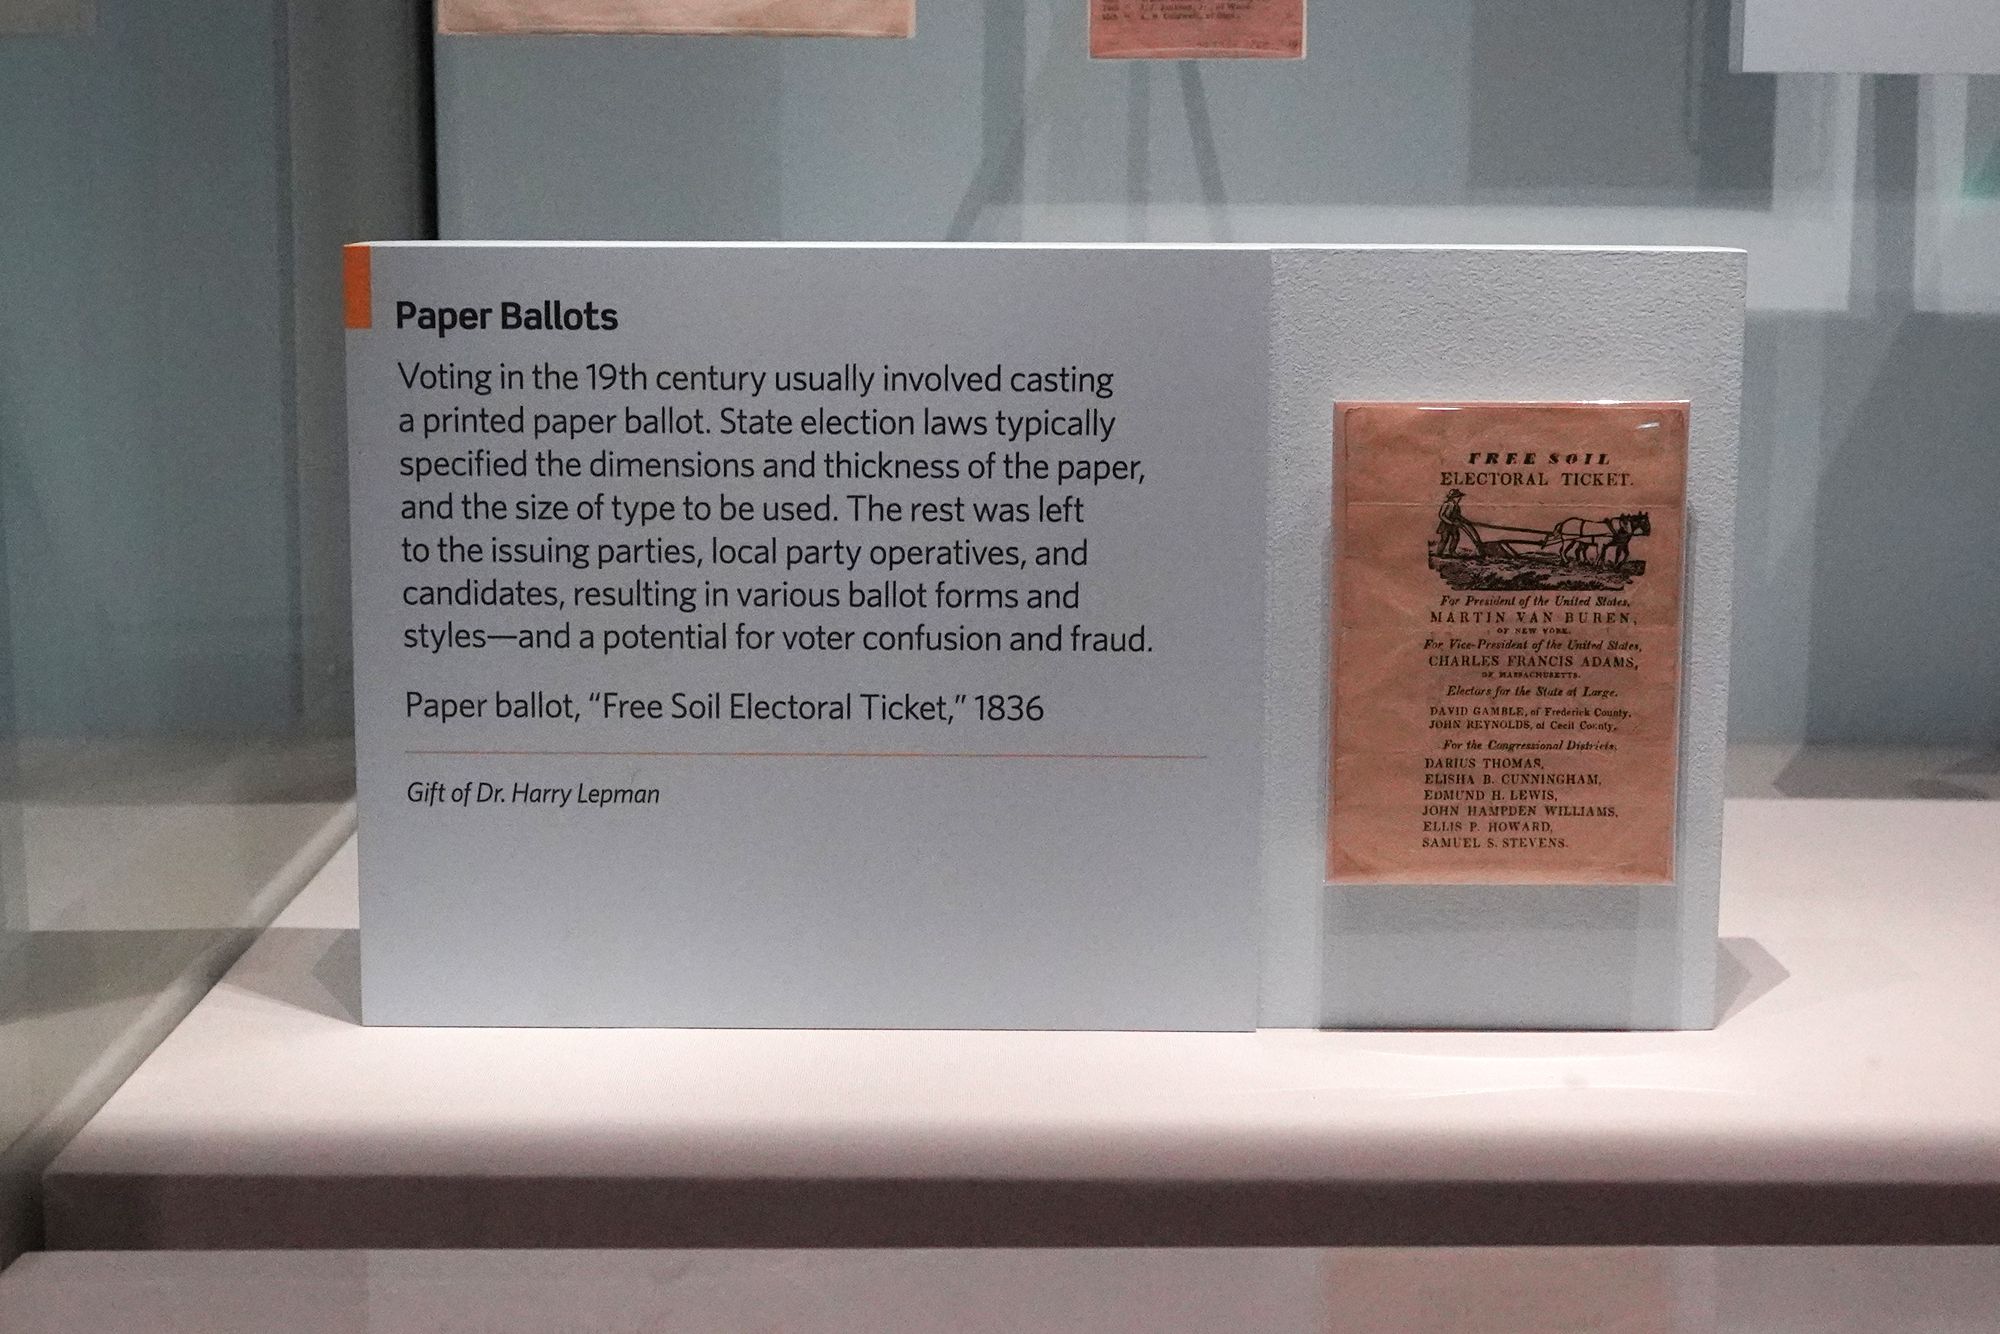 J. J. Jackson, Jr., of Wood.
Paper Ballots
Voting in the 19th century usually involved casting
a printed paper ballot. State election laws typically
specified the dimensions and thickness of the paper,
and the size of type to be used. The rest was left
to the issuing parties, local party operatives, and
candidates, resulting in various ballot forms and
styles—and a potential for voter confusion and fraud.
Paper ballot, “Free Soil Electoral Ticket,” 1836
Gift of Dr. Harry Lepman
FREE SOIL
ELECTORAL TICKET.
For President of the United States,
MARTIN VAN BUREN,
OF NEW YORK.
For Vice-President of the United States,
CHARLES FRANCIS ADAMS,
OF MASSACHUSETTS.
Electors for the State at Large.
DAVID GAMBLE, of Frederick County.
JOHN REYNOLDS, of Cecil County.
For the Congressional Districts.
DARIUS THOMAS,
ELISHA B. CUNNINGHAM,
EDMUND H. LEWIS,
JOHN HAMPDEN WILLIAMS,
ELLIS P. HOWARD,
SAMUEL S. STEVENS.